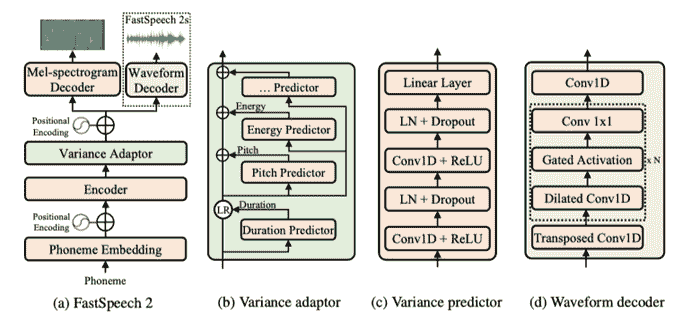 FastSpeech 2s
Mel-spectrogram
Decoder
Waveform
Decoder
Positional
Encoding
Variance Adaptor
Encoder
Positional
Encoding
Phoneme Embedding
Phoneme
(a) FastSpeech 2
... Predictor
Energy
Energy Predictor
Pitch
Pitch Predictor
LR
Duration
Duration Predictor
(b) Variance adaptor
Linear Layer
LN + Dropout
Conv1D + ReLU
LN + Dropout
Conv1D + ReLU
(c) Variance predictor
Conv1D
Conv 1x1
Gated Activation
x N
Dilated Conv1D
Transposed Conv1D
(d) Waveform decoder